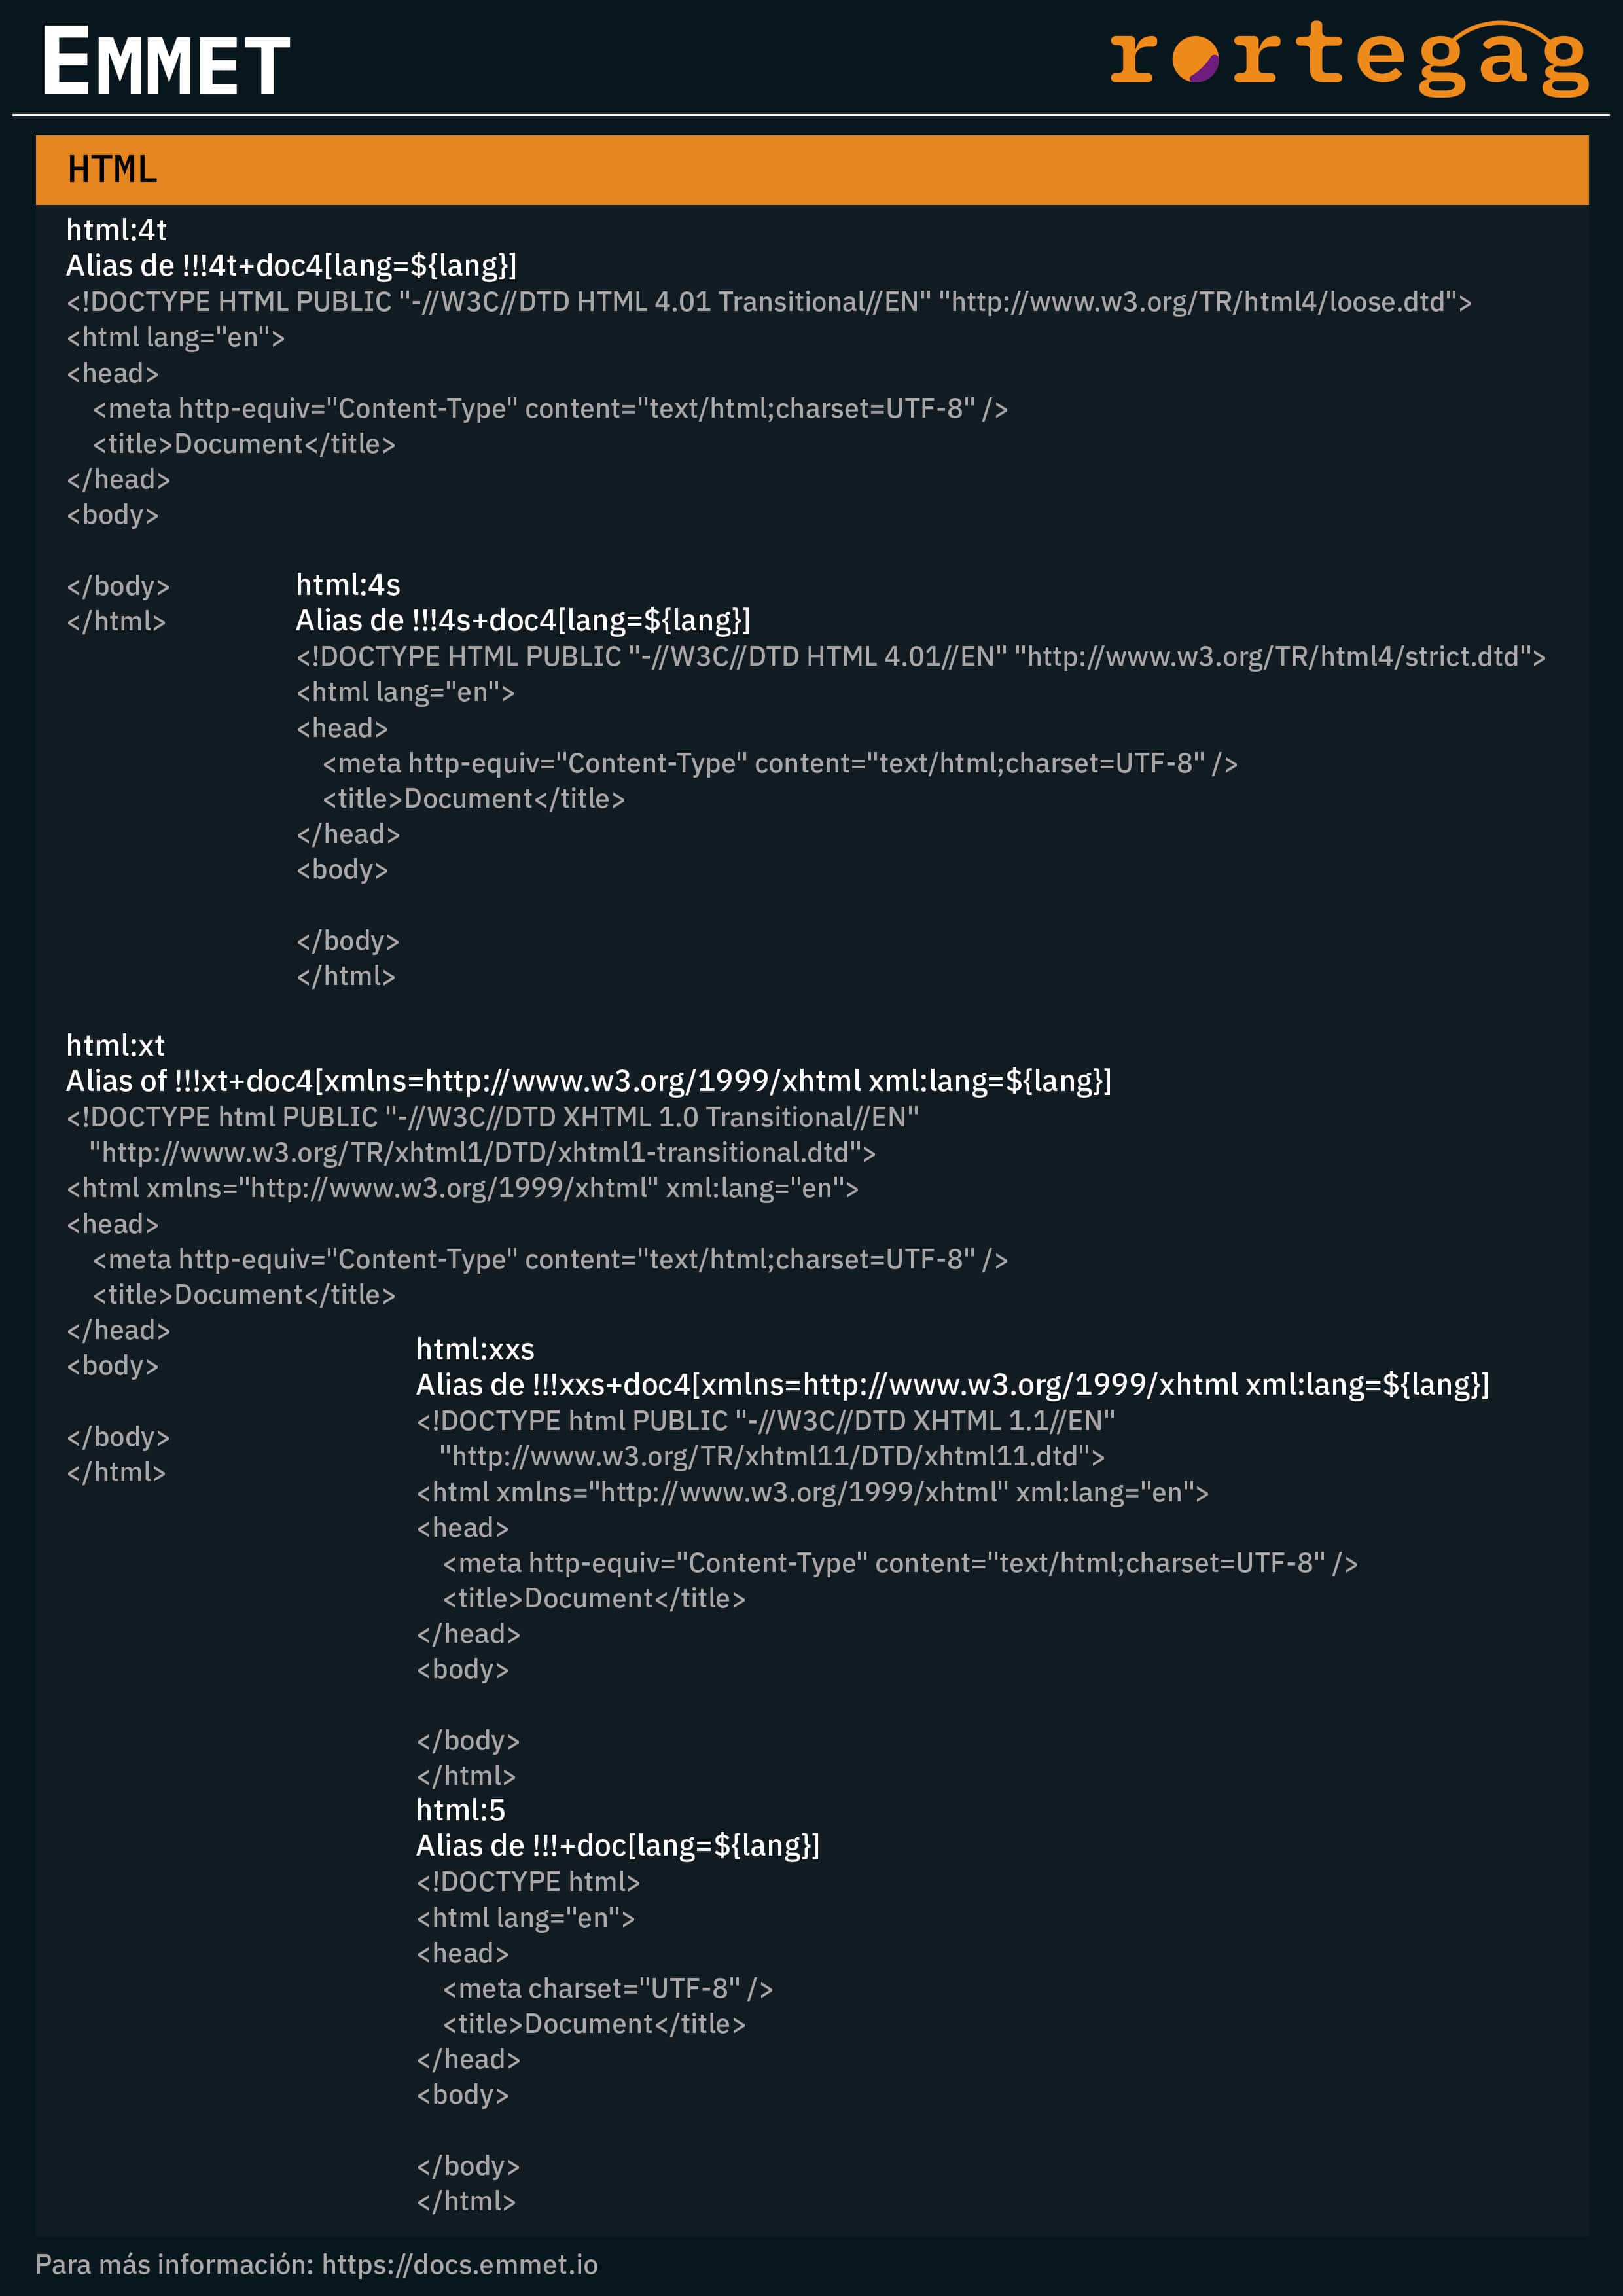 EMMET
rortegag
HTML
html:4t
Alias de !!!4t+doc4[lang=${lang}]
<!DOCTYPE HTML PUBLIC "-//W3C//DTD HTML 4.01 Transitional//EN" "http://www.w3.org/TR/html4/loose.dtd">
<html lang="en">
<head>
<meta http-equiv="Content-Type" content="text/html;charset=UTF-8" />
<title>Document</title>
</head>
<body>
</body>
</html>
html:4s
Alias de !!!4s+doc4[lang=${lang}]
<!DOCTYPE HTML PUBLIC "-//W3C//DTD HTML 4.01//EN" "http://www.w3.org/TR/html4/strict.dtd">
<html lang="en">
<head>
<meta http-equiv="Content-Type" content="text/html;charset=UTF-8" />
<title>Document</title>
</head>
<body>
</body>
</html>
html:xt
Alias of !!!xt+doc4[xmlns=http://www.w3.org/1999/xhtml xml:lang=${lang}]
<!DOCTYPE html PUBLIC "-//W3C//DTD XHTML 1.0 Transitional//EN"
"http://www.w3.org/TR/xhtml1/DTD/xhtml1-transitional.dtd">
<html xmlns="http://www.w3.org/1999/xhtml" xml:lang="en">
<head>
<meta http-equiv="Content-Type" content="text/html;charset=UTF-8" />
<title>Document</title>
</head>
<body>
</body>
</html>
html:xxs
Alias de !!!xxs+doc4[xmlns=http://www.w3.org/1999/xhtml xml:lang=${lang}]
<!DOCTYPE html PUBLIC "-//W3C//DTD XHTML 1.1//EN"
"http://www.w3.org/TR/xhtml11/DTD/xhtml11.dtd">
<html xmlns="http://www.w3.org/1999/xhtml" xml:lang="en">
<head>
<meta http-equiv="Content-Type" content="text/html;charset=UTF-8" />
<title>Document</title>
</head>
<body>
</body>
</html>
html:5
Alias de !!!+doc[lang=${lang}]
<!DOCTYPE html>
<html lang="en">
<head>
<meta charset="UTF-8" />
<title>Document</title>
</head>
<body>
</body>
</html>
Para más información: https://docs.emmet.io